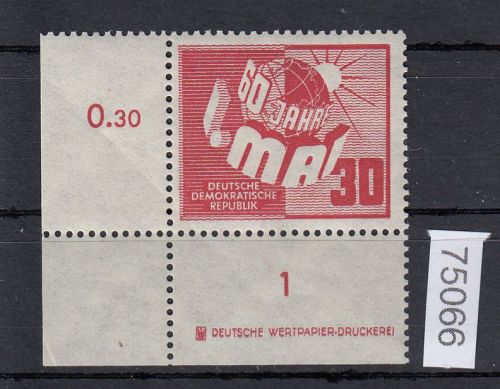 0.30
60 JAHRE
1. MAI
30
DEUTSCHE
DEMOKRATISCHE
REPUBLIK
1
DEUTSCHE WERTPAPIER-DRUCKEREI
75066